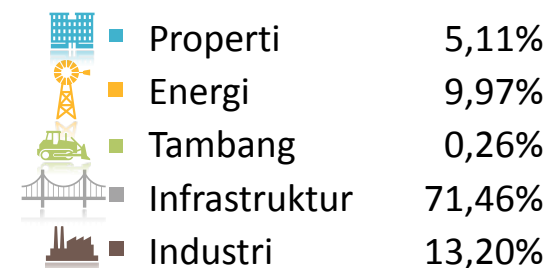 Properti 5,11%
Energi 9,97%
Tambang 0,26%
Infrastruktur 71,46%
Industri 13,20%